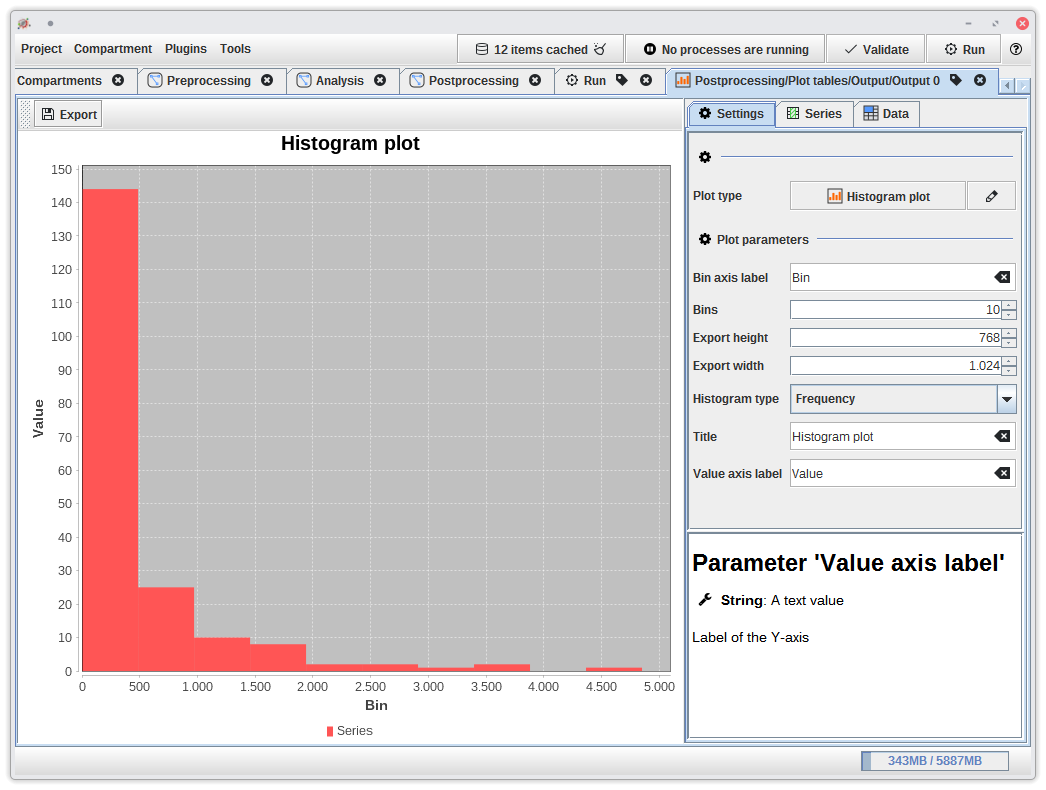 Project Compartment Plugins Tools 12 items cached No processes are running Validate Run
Compartments Preprocessing Analysis Postprocessing Run Postprocessing/Plot tables/Output/Output 0
Export
Settings Series Data
Histogram plot
150
140
130
120
110
100
90
80
70
60
50
40
30
20
10
0
Value
0 500 1.000 1.500 2.000 2.500 3.000 3.500 4.000 4.500 5.000
Bin
Series
Plot type Histogram plot
Plot parameters
Bin axis label Bin
Bins 10
Export height 768
Export width 1.024
Histogram type Frequency
Title Histogram plot
Value axis label Value
Parameter 'Value axis label'
String: A text value
Label of the Y-axis
343MB / 5887MB